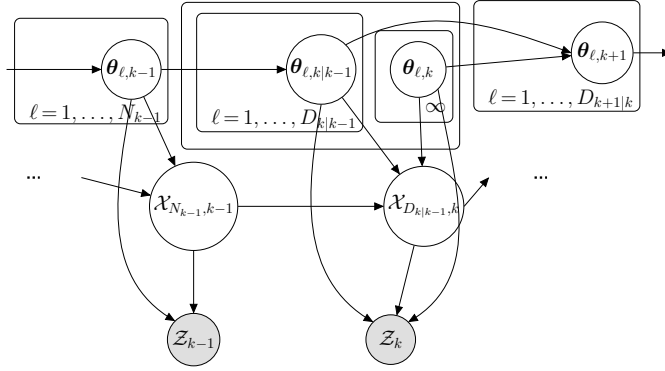 θ_{ℓ,k−1} θ_{ℓ,k|k−1} θ_{ℓ,k} θ_{ℓ,k+1}
ℓ = 1, . . . , N_{k−1} ℓ = 1, . . . , D_{k|k−1} ∞ ℓ = 1, . . . , D_{k+1|k}
... ...
𝒳_{N_{k−1},k−1} 𝒳_{D_{k|k−1},k}
𝒵_{k−1} 𝒵_k